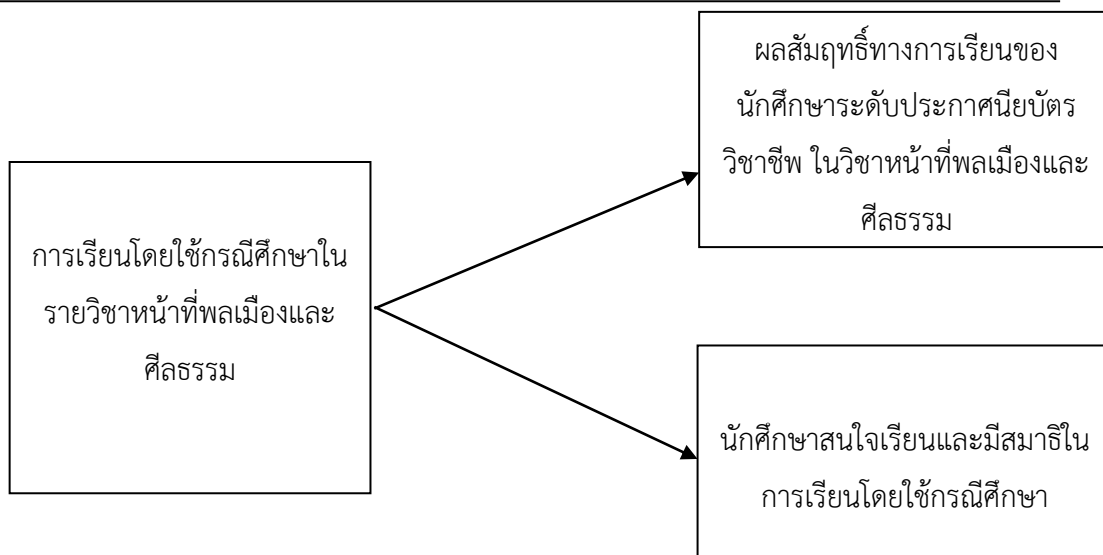 ผลสัมฤทธิ์ทางการเรียนของ
นักศึกษาระดับประกาศนียบัตร
วิชาชีพ ในวิชาหน้าที่พลเมืองและ
ศีลธรรม
การเรียนโดยใช้กรณีศึกษาใน
รายวิชาหน้าที่พลเมืองและ
ศีลธรรม
นักศึกษาสนใจเรียนและมีสมาธิใน
การเรียนโดยใช้กรณีศึกษา